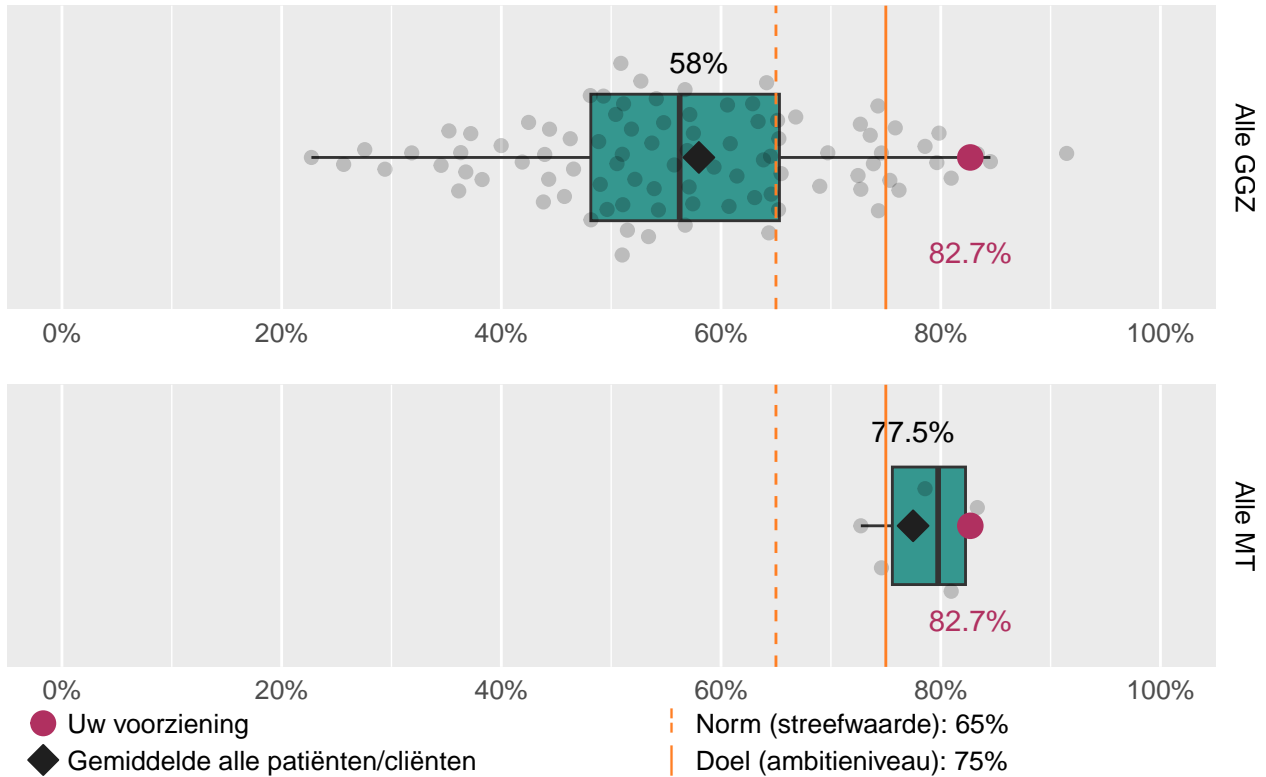 58%
Alle GGZ
82.7%
0% 20% 40% 60% 80% 100%
77.5%
Alle MT
82.7%
0% 20% 40% 60% 80% 100%
Uw voorziening
Gemiddelde alle patiënten/cliënten
Norm (streefwaarde): 65%
Doel (ambitieniveau): 75%